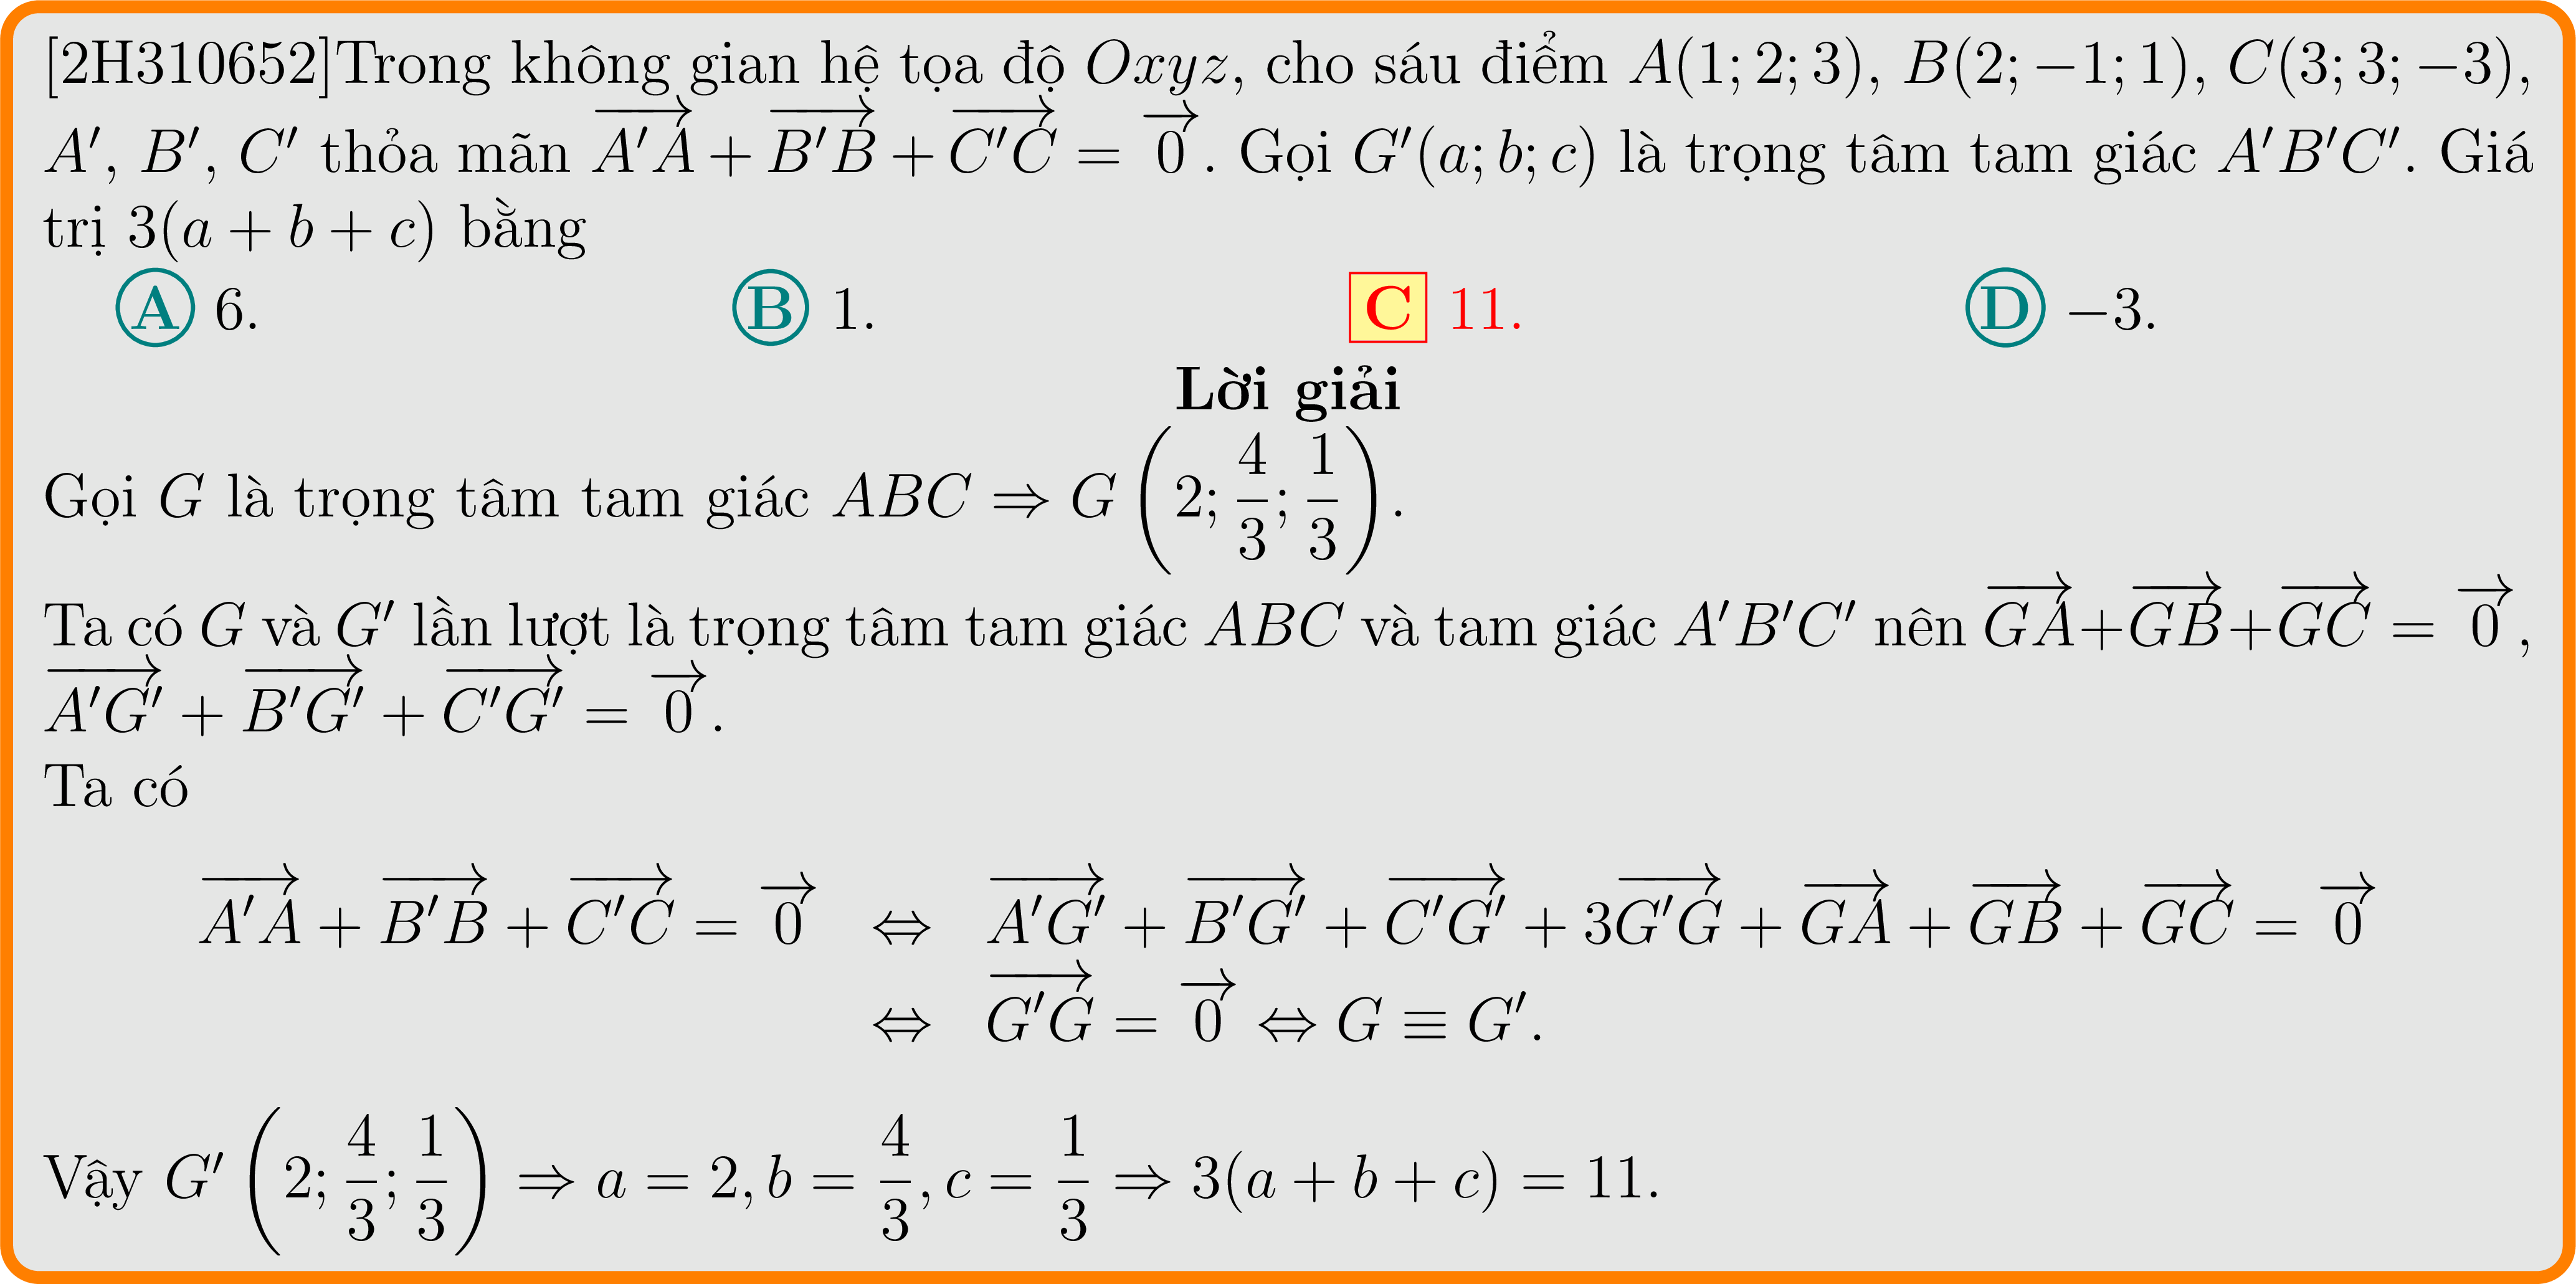 [2H310652]Trong không gian hệ tọa độ $Oxyz$, cho sáu điểm $A(1;2;3)$, $B(2;-1;1)$, $C(3;3;-3)$,
$A'$, $B'$, $C'$ thỏa mãn $\overrightarrow{A'A}+\overrightarrow{B'B}+\overrightarrow{C'C}=\overrightarrow{0}$. Gọi $G'(a;b;c)$ là trọng tâm tam giác $A'B'C'$. Giá
trị $3(a+b+c)$ bằng
A 6. B 1. C 11. D $-3$.
Lời giải
Gọi $G$ là trọng tâm tam giác $ABC \Rightarrow G\left(2;\dfrac{4}{3};\dfrac{1}{3}\right)$.
Ta có $G$ và $G'$ lần lượt là trọng tâm tam giác $ABC$ và tam giác $A'B'C'$ nên $\overrightarrow{GA}+\overrightarrow{GB}+\overrightarrow{GC}=\overrightarrow{0}$,
$\overrightarrow{A'G'}+\overrightarrow{B'G'}+\overrightarrow{C'G'}=\overrightarrow{0}$.
Ta có
$\overrightarrow{A'A}+\overrightarrow{B'B}+\overrightarrow{C'C}=\overrightarrow{0} \Leftrightarrow \overrightarrow{A'G'}+\overrightarrow{B'G'}+\overrightarrow{C'G'}+3\overrightarrow{G'G}+\overrightarrow{GA}+\overrightarrow{GB}+\overrightarrow{GC}=\overrightarrow{0}$
$\Leftrightarrow \overrightarrow{G'G}=\overrightarrow{0} \Leftrightarrow G \equiv G'$.
Vậy $G'\left(2;\dfrac{4}{3};\dfrac{1}{3}\right) \Rightarrow a=2, b=\dfrac{4}{3}, c=\dfrac{1}{3} \Rightarrow 3(a+b+c)=11$.